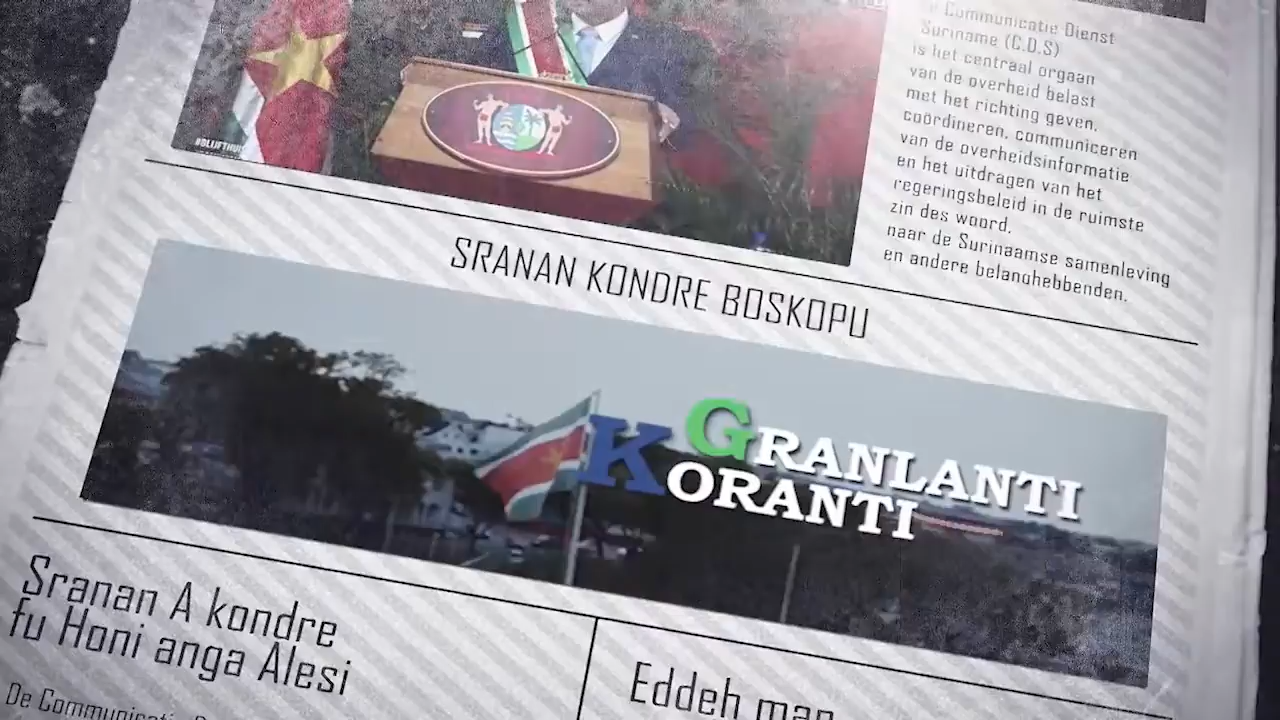 Communicatie Dienst
Suriname (C.D.S)
is het centraal orgaan
van de overheid belast
met het richting geven,
coördineren, communiceren
van de overheidsinformatie
en het uitdragen van het
regeringsbeleid in de ruimste
zin des woord.
naar de Surinaamse samenleving
en andere belanghebbenden.
SRANAN KONDRE BOSKOPU
GRANLANTI
KORANTI
Sranan A kondre
fu Honi anga Alesi
De
Eddeh man